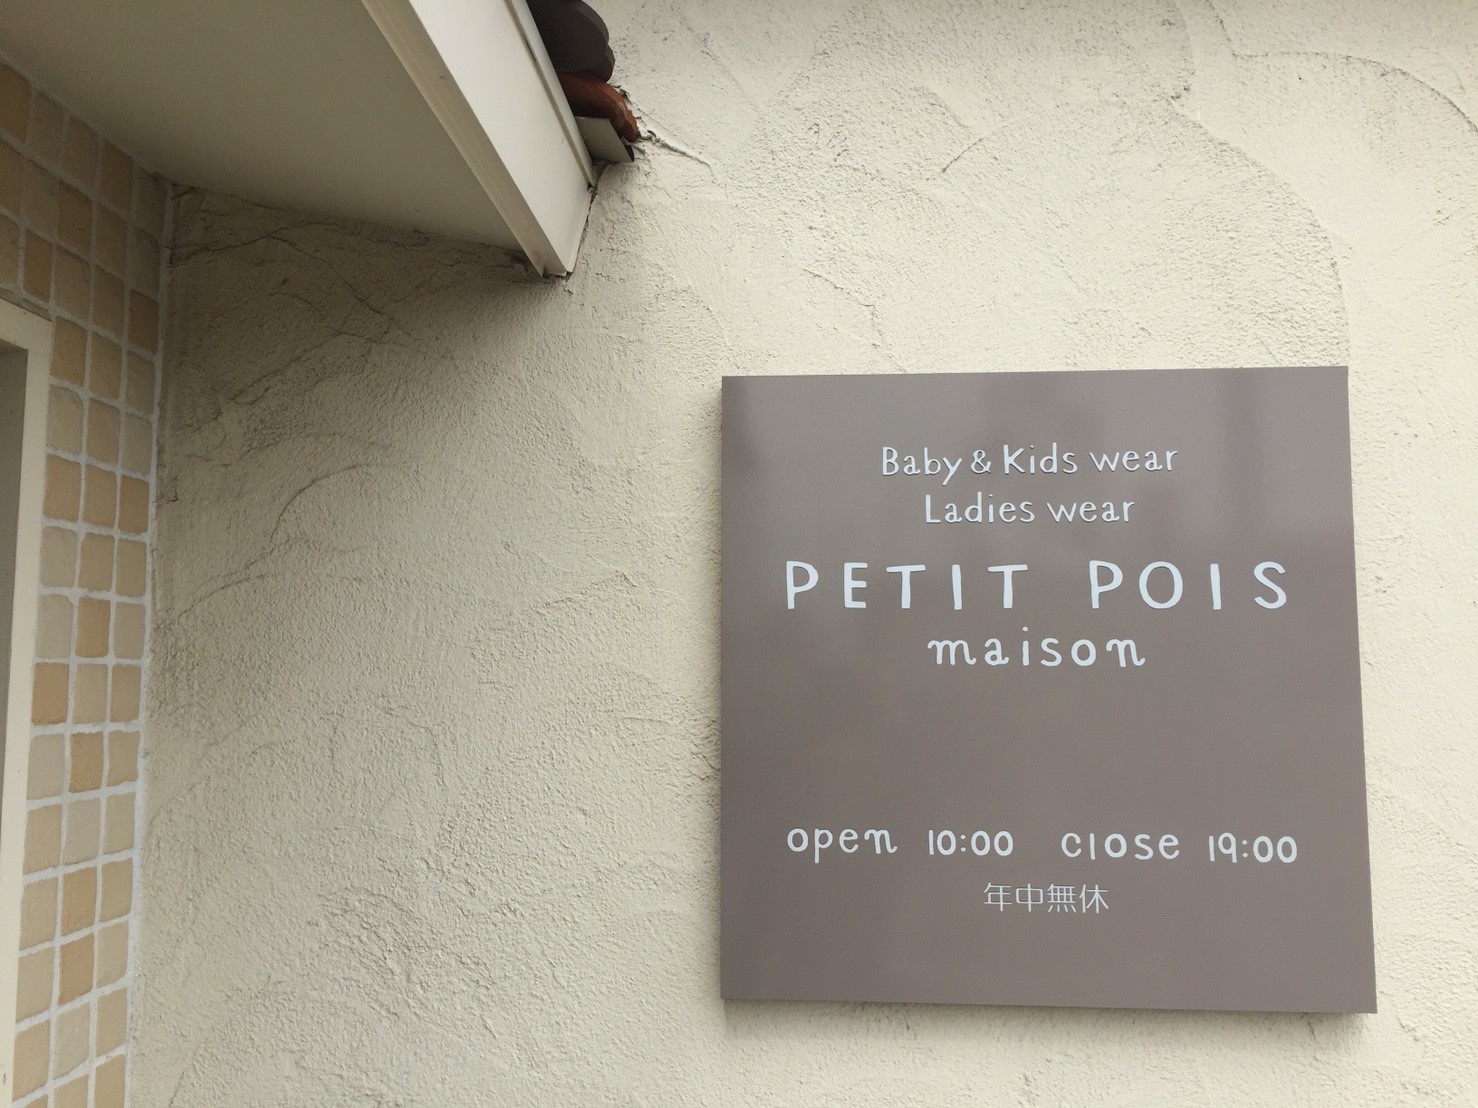 Baby & Kids wear
Ladies wear
PETIT POIS
maison
open 10:00 close 19:00
年中無休